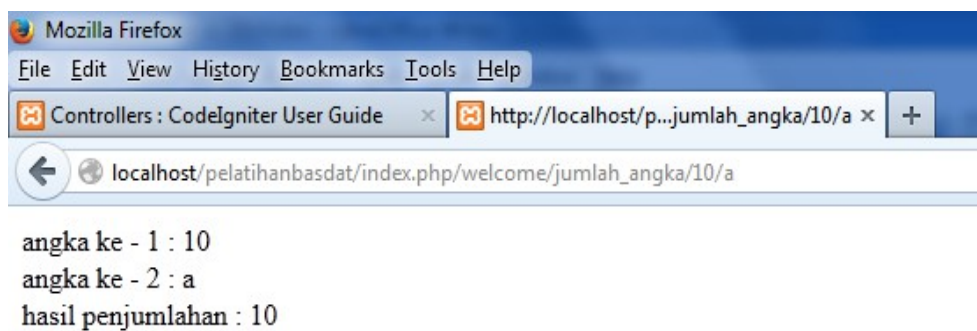 Mozilla Firefox
File Edit View History Bookmarks Tools Help
Controllers : CodeIgniter User Guide × http://localhost/p...jumlah_angka/10/a × +
localhost/pelatihanbasdat/index.php/welcome/jumlah_angka/10/a
angka ke - 1 : 10
angka ke - 2 : a
hasil penjumlahan : 10